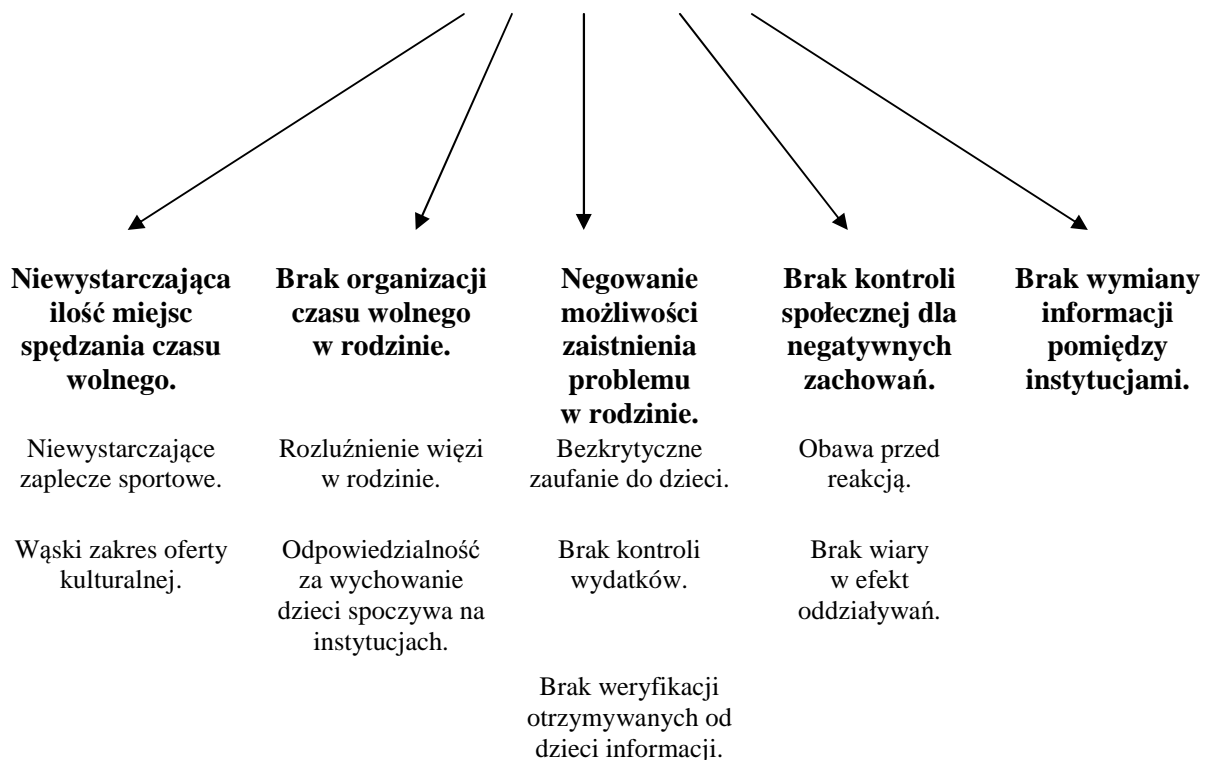 Niewystarczająca
ilość miejsc
spędzania czasu
wolnego.
Niewystarczające
zaplecze sportowe.
Wąski zakres oferty
kulturalnej.
Brak organizacji
czasu wolnego
w rodzinie.
Rozluźnienie więzi
w rodzinie.
Odpowiedzialność
za wychowanie
dzieci spoczywa na
instytucjach.
Negowanie
możliwości
zaistnienia
problemu
w rodzinie.
Bezkrytyczne
zaufanie do dzieci.
Brak kontroli
wydatków.
Brak weryfikacji
otrzymywanych od
dzieci informacji.
Brak kontroli
społecznej dla
negatywnych
zachowań.
Obawa przed
reakcją.
Brak wiary
w efekt
oddziaływań.
Brak wymiany
informacji
pomiędzy
instytucjami.